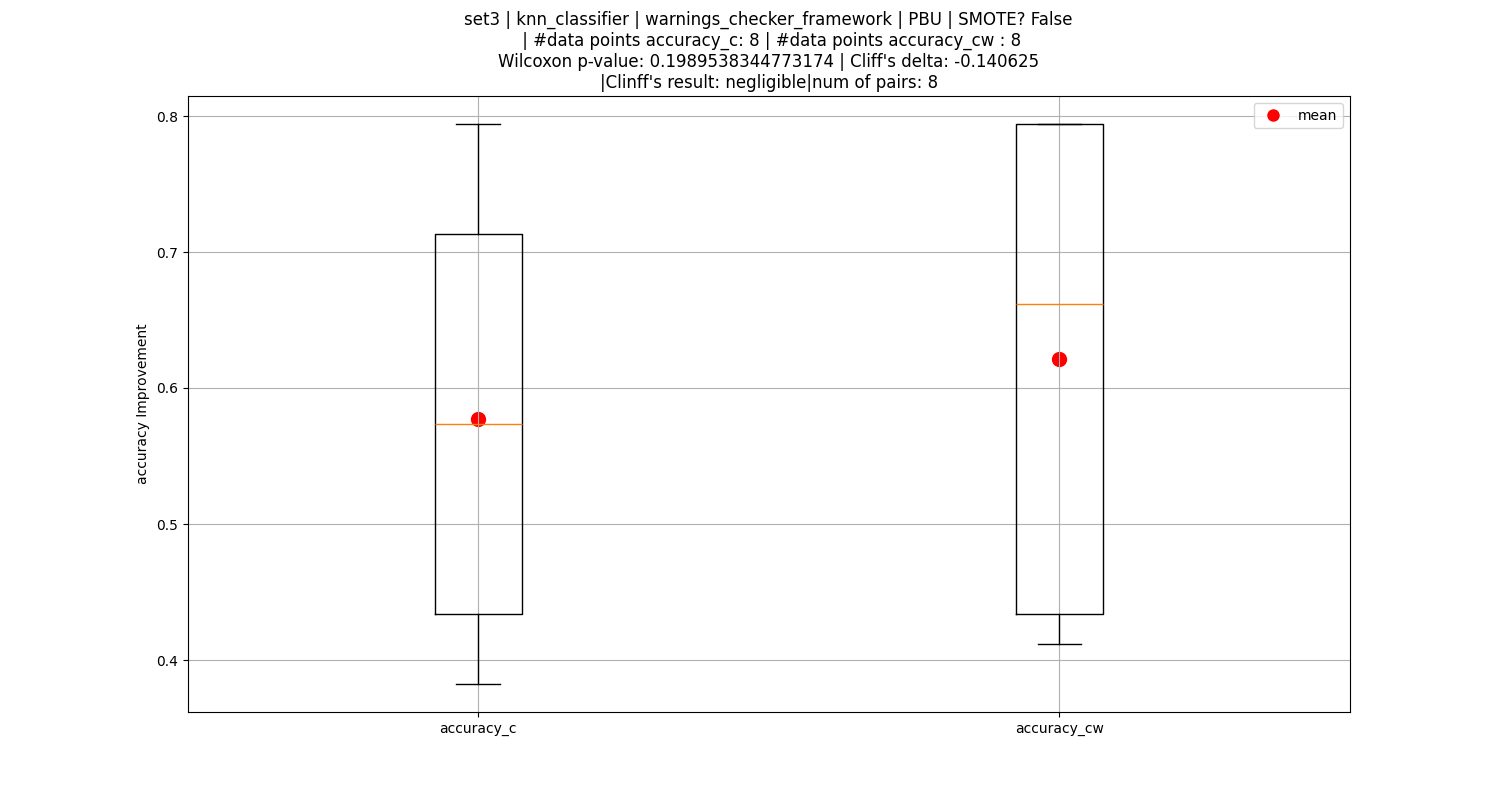 set3 | knn_classifier | warnings_checker_framework | PBU | SMOTE? False
| #data points accuracy_c: 8 | #data points accuracy_cw : 8
Wilcoxon p-value: 0.1989538344773174 | Cliff's delta: -0.140625
|Clinff's result: negligible|num of pairs: 8
mean
0.8
0.7
0.6
0.5
0.4
accuracy Improvement
accuracy_c
accuracy_cw